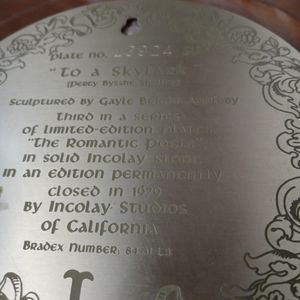 Plate no. 
"To a Skylark"
(Percy Bysshe Shelley)
Sculptured by Gayle Bright Appleby
Third in a series
of limited-edition plates
"The Romantic Poets"
in solid Incolay Stone
in an edition permanently
closed in 1979
By Incolay Studios
of California
Bradex Number: